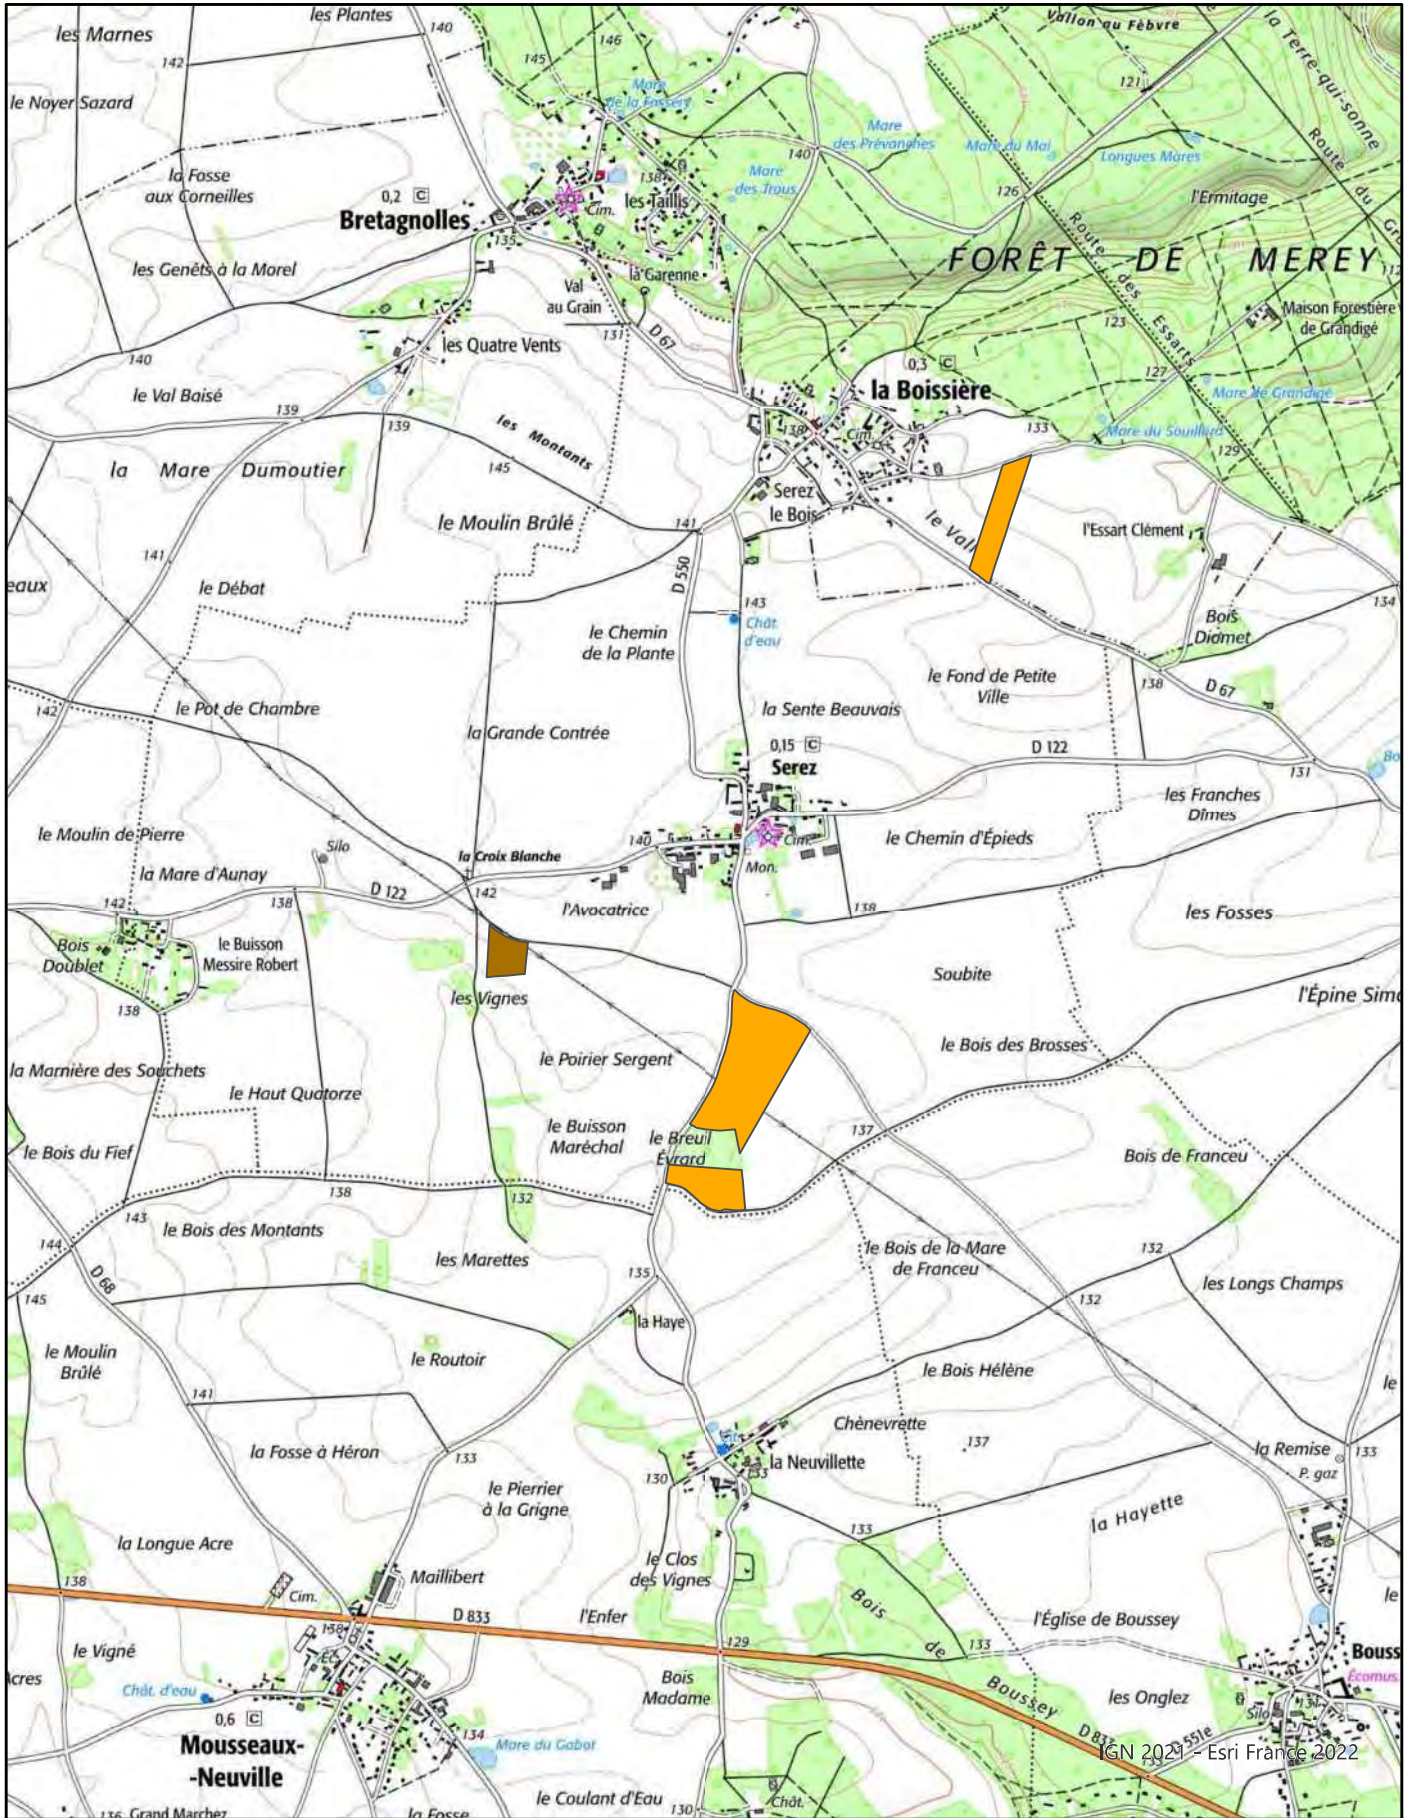 les Plantes
140
les Marnes
142
146
145
Vallon au Fèbvre
la Terre-qui-sonne
121
le Noyer Sazard
Mare
de la Fossery
Mare
des Prévanches
140
Mare du Mai
Longues Mares
Route du
la Fosse
aux Corneilles
0,2 C
Bretagnolles
138
les Taillis
Cim.
Mare
des Trous
126
l'Ermitage
135
les Genêts à la Morel
Val
au Grain
la Garenne
FORÊT DE MEREY
112
Route des Essarts
131
D 67
123
Maison Forestière
de Grandigé
les Quatre Vents
140
0,3 C
la Boissière
127
le Val Baisé
Mare de Grandigé
139
139
138
Cim.
133
Mare du Souillard
les Montants
129
la Mare Dumoutier
145
Serez
le Bois
le Moulin Brûlé
141
le Val
l'Essart Clément
141
D 550
eaux
le Débat
143
Chât.
d'eau
134
Bois
Diomet
le Chemin
de la Plante
le Fond de Petite
Ville
138
D 67
142
le Pot de Chambre
la Sente Beauvais
la Grande Contrée
0,15 C
Serez
D 122
131
Bo
les Franches
Dîmes
le Moulin de Pierre
Silo
140
Cim.
le Chemin d'Épieds
la Croix Blanche
Mon.
la Mare d'Aunay
D 122
142
138
142
l'Avocatrice
138
les Fosses
Bois
Doublet
le Buisson
Messire Robert
Soubite
138
les Vignes
l'Épine Sim
le Poirier Sergent
le Bois des Brosses
la Marnière des Souchets
le Haut Quatorze
le Buisson
Maréchal
le Breuil
Évrard
137
le Bois du Fief
Bois de Franceu
138
132
143
le Bois des Montants
144
les Marettes
le Bois de la Mare
de Franceu
132
D 68
135
les Longs Champs
145
132
la Haye
le Moulin
Brûlé
le Routoir
le Bois Hélène
le
141
Chènevrette
la Fosse à Héron
137
133
la Neuvillette
la Remise
133
130
133
P. gaz
le Pierrier
à la Grigne
la Hayette
133
la Longue Acre
le Clos
des Vignes
138
Maillibert
Cim.
D 833
l'Enfer
Bois de Boussey
l'Église de Boussey
le
138
129
133
le Vigné
Bouss
Écomus.
Acres
Éc.
Bois
Madame
Chât. d'eau
les Onglez
131
Silo
0,6 C
134
D 833
D 551e
Mousseaux-
-Neuville
Mare du Gabot
133
IGN 2021 - Esri France 2022
le Coulant d'Eau
Chât.
136
Grand Marchez
la Fosse
130